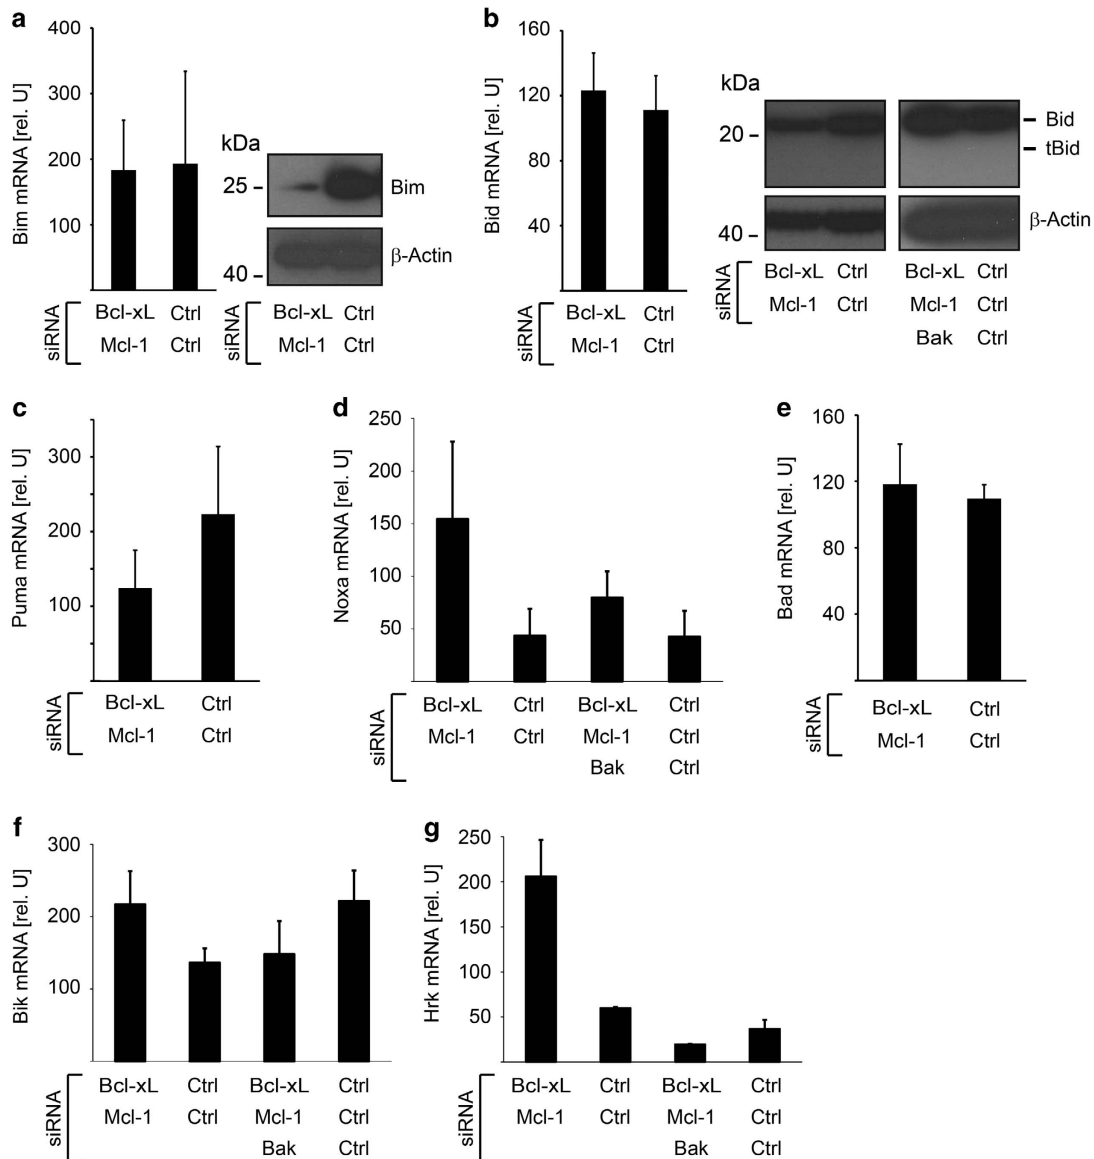 a
400
300
200
100
Bim mRNA [rel. U]
siRNA
Bcl-xL Ctrl
Mcl-1 Ctrl
kDa
25
40
Bim
β-Actin
siRNA
Bcl-xL Ctrl
Mcl-1 Ctrl
b
160
120
80
40
Bid mRNA [rel. U]
siRNA
Bcl-xL Ctrl
Mcl-1 Ctrl
kDa
20
40
Bid
tBid
β-Actin
siRNA
Bcl-xL Ctrl Bcl-xL Ctrl
Mcl-1 Ctrl Mcl-1 Ctrl
Bak Ctrl
c
300
200
100
Puma mRNA [rel. U]
siRNA
Bcl-xL Ctrl
Mcl-1 Ctrl
d
250
200
150
100
50
Noxa mRNA [rel. U]
siRNA
Bcl-xL Ctrl Bcl-xL Ctrl
Mcl-1 Ctrl Mcl-1 Ctrl
Bak Ctrl
e
160
120
80
40
Bad mRNA [rel. U]
siRNA
Bcl-xL Ctrl
Mcl-1 Ctrl
f
300
200
100
Bik mRNA [rel. U]
siRNA
Bcl-xL Ctrl Bcl-xL Ctrl
Mcl-1 Ctrl Mcl-1 Ctrl
Bak Ctrl
g
250
200
150
100
50
Hrk mRNA [rel. U]
siRNA
Bcl-xL Ctrl Bcl-xL Ctrl
Mcl-1 Ctrl Mcl-1 Ctrl
Bak Ctrl